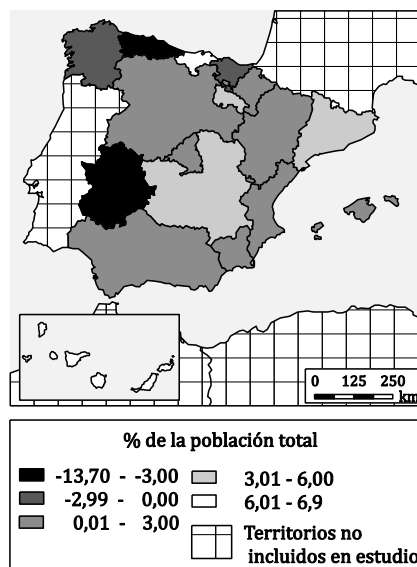 0 125 250
km
% de la población total
-13,70 - -3,00
-2,99 - 0,00
0,01 - 3,00
3,01 - 6,00
6,01 - 6,9
Territorios no
incluidos en estudio